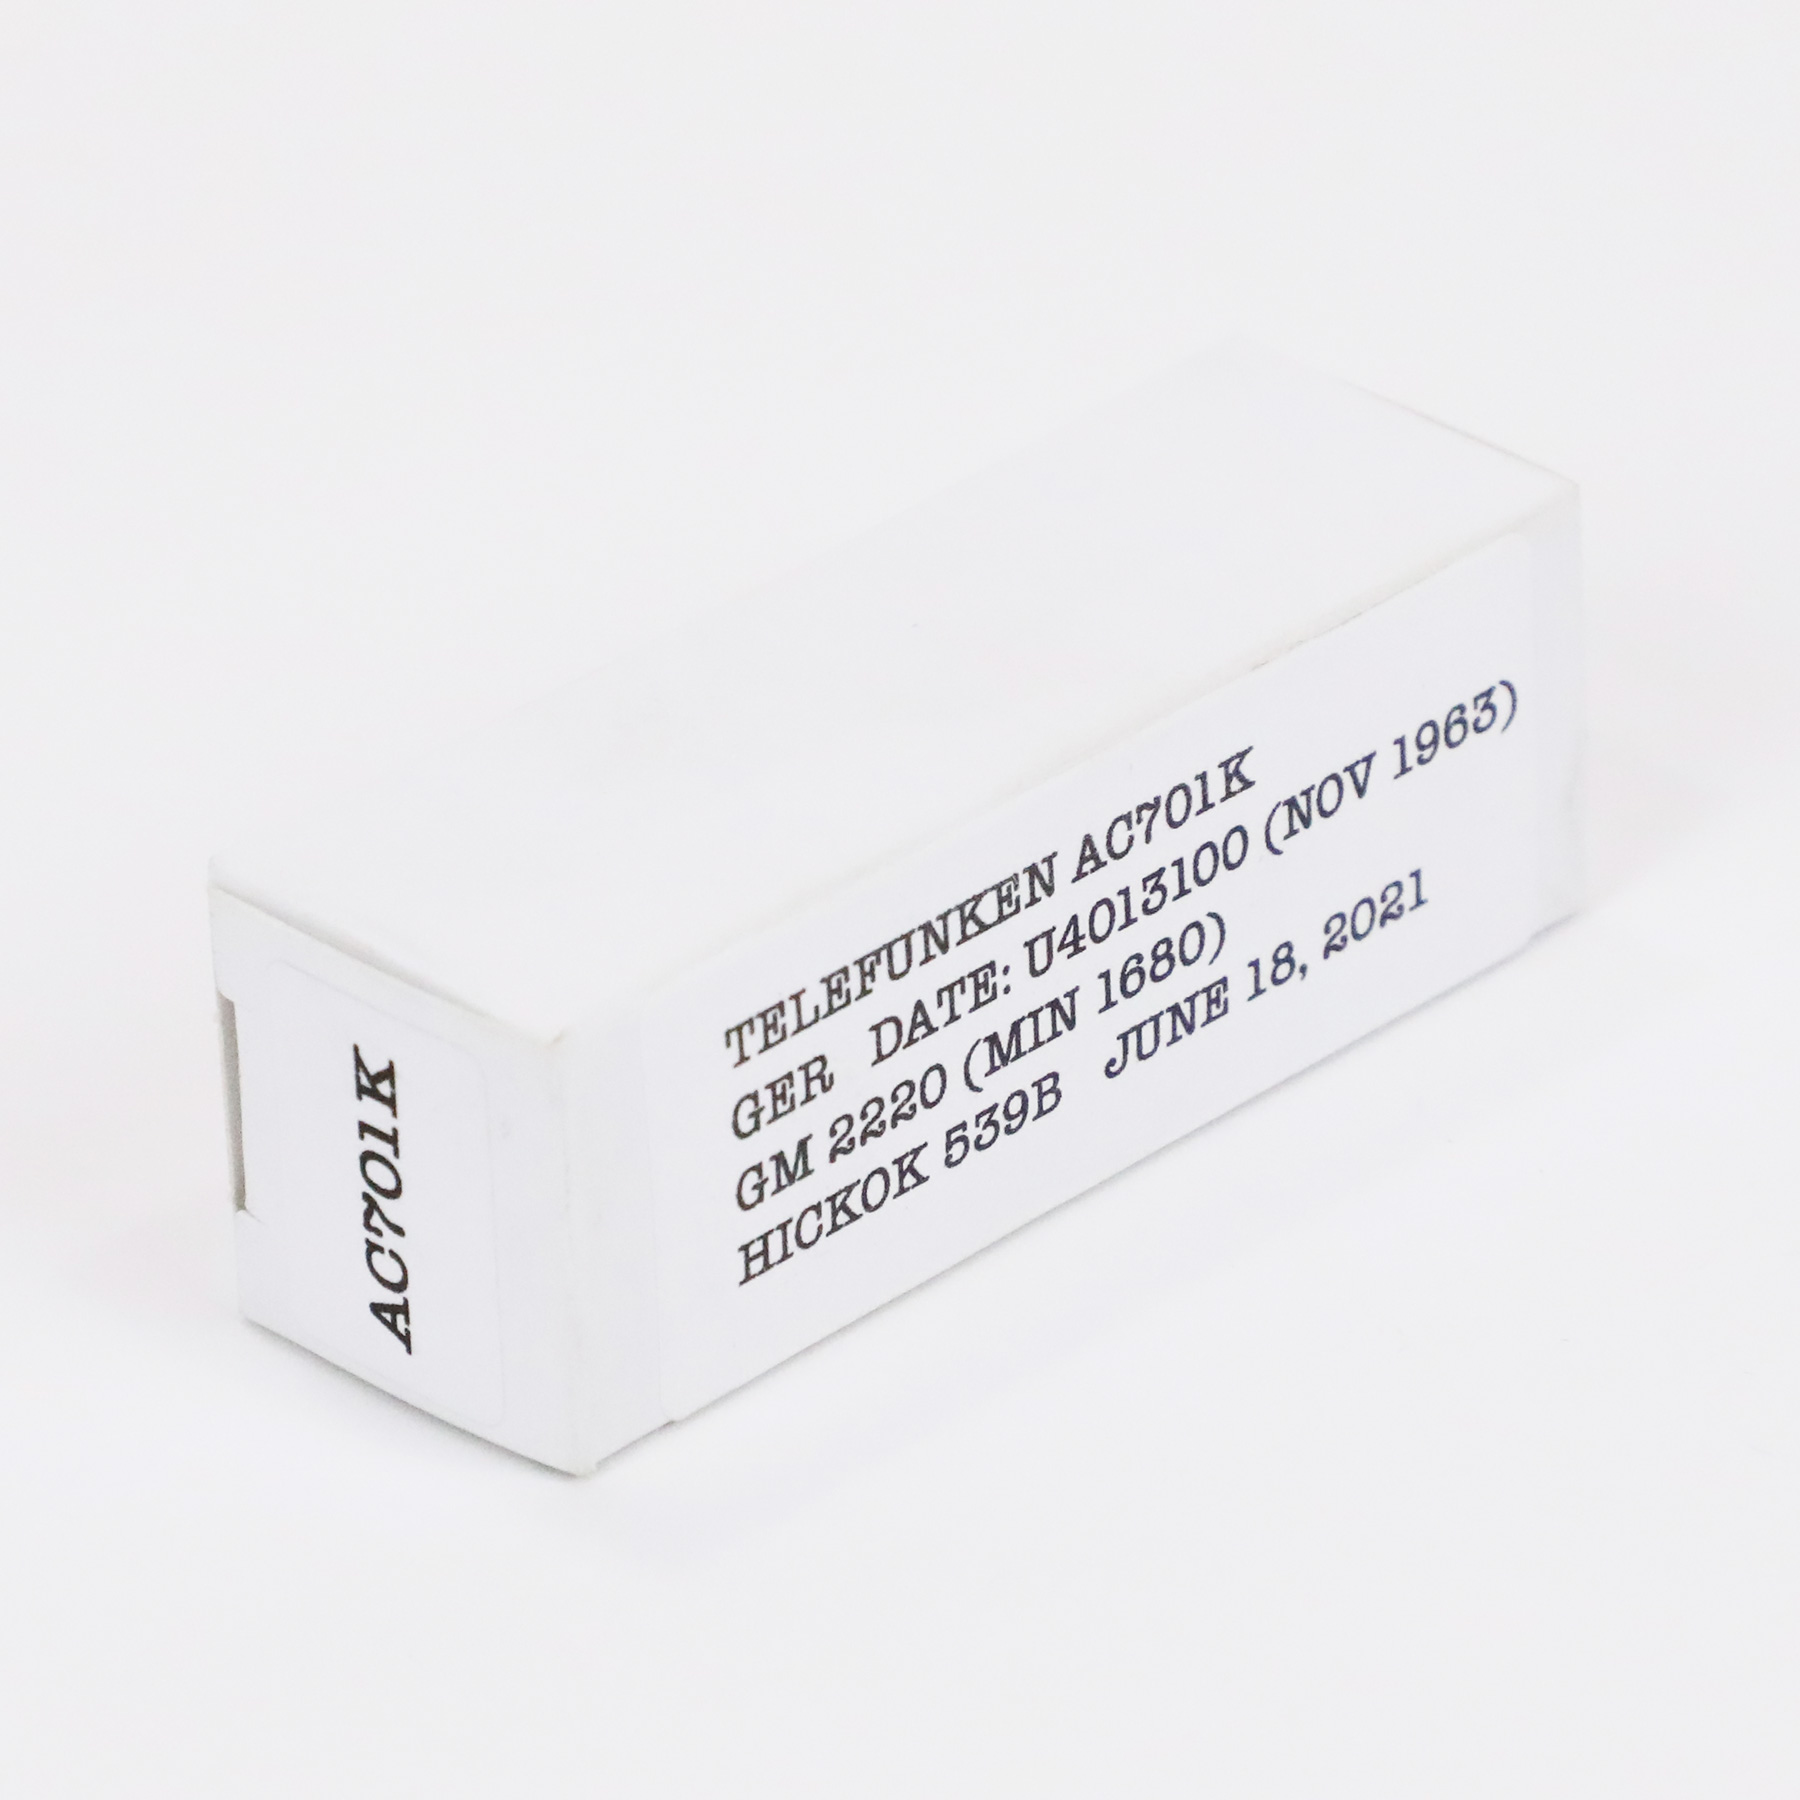 AC701K
TELEFUNKEN AC701K
GER DATE: U4013100 (NOV 1963)
GM 2220 (MIN 1680)
HICKOK 539B JUNE 18, 2021